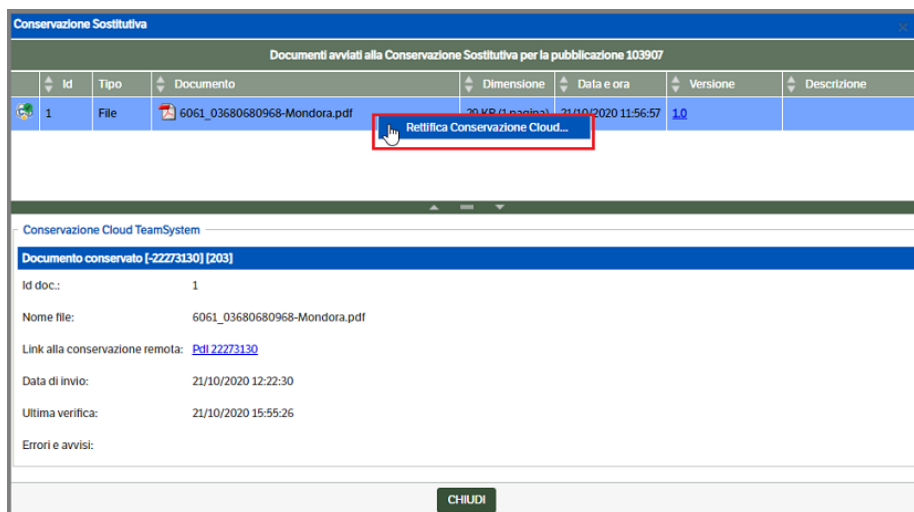 Conservazione Sostitutiva
Documenti avviati alla Conservazione Sostitutiva per la pubblicazione 103907
Id Tipo Documento Dimensione Data e ora Versione Descrizione
1 File 6061_03680680968-Mondora.pdf 20 KB (1 pagina) 21/10/2020 11:56:57 1.0
Rettifica Conservazione Cloud...
Conservazione Cloud TeamSystem
Documento conservato [-22273130] [203]
Id doc.: 1
Nome file: 6061_03680680968-Mondora.pdf
Link alla conservazione remota: PdI 22273130
Data di invio: 21/10/2020 12:22:30
Ultima verifica: 21/10/2020 15:55:26
Errori e avvisi:
CHIUDI